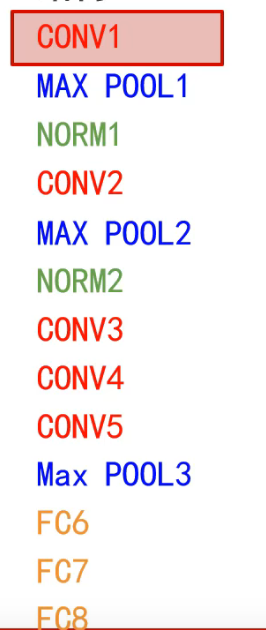 CONV1
MAX POOL1
NORM1
CONV2
MAX POOL2
NORM2
CONV3
CONV4
CONV5
Max POOL3
FC6
FC7
FC8